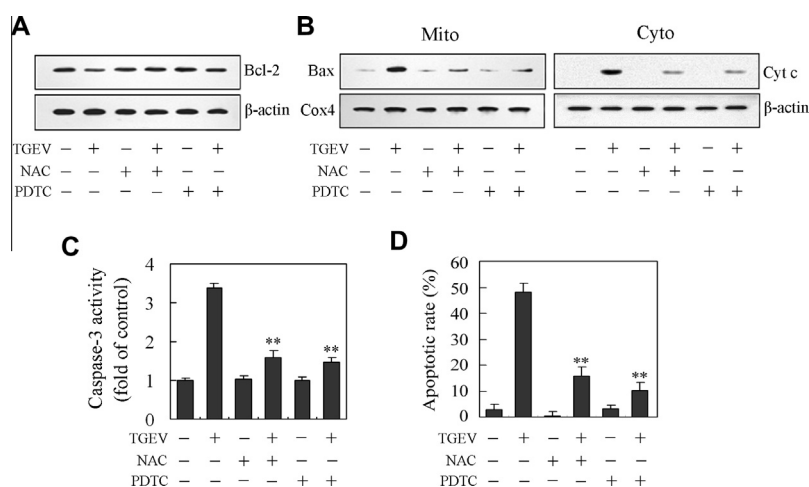 A
Bcl-2
β-actin
TGEV − + − + − +
NAC − − + + − −
PDTC − − − − + +
B
Mito Cyto
Bax Cyt c
Cox4 β-actin
TGEV − + − + − + − + − + − +
NAC − − + + − − − − + + − −
PDTC − − − − + + − − − − + +
C
Caspase-3 activity
(fold of control)
4
3
2
1
0
** **
TGEV − + − + − +
NAC − − + + − −
PDTC − − − − + +
D
Apoptotic rate (%)
60
50
40
30
20
10
0
** **
TGEV − + − + − +
NAC − − + + − −
PDTC − − − − + +